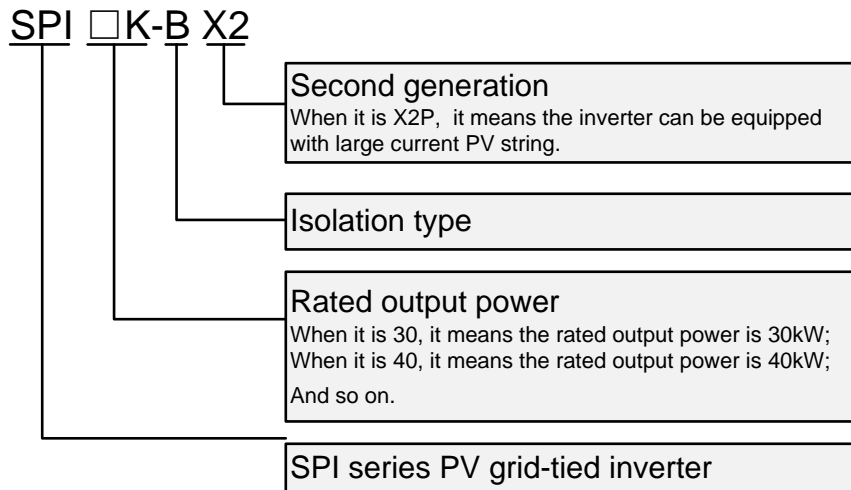 SPI □K-B X2
Second generation
When it is X2P, it means the inverter can be equipped
with large current PV string.
Isolation type
Rated output power
When it is 30, it means the rated output power is 30kW;
When it is 40, it means the rated output power is 40kW;
And so on.
SPI series PV grid-tied inverter